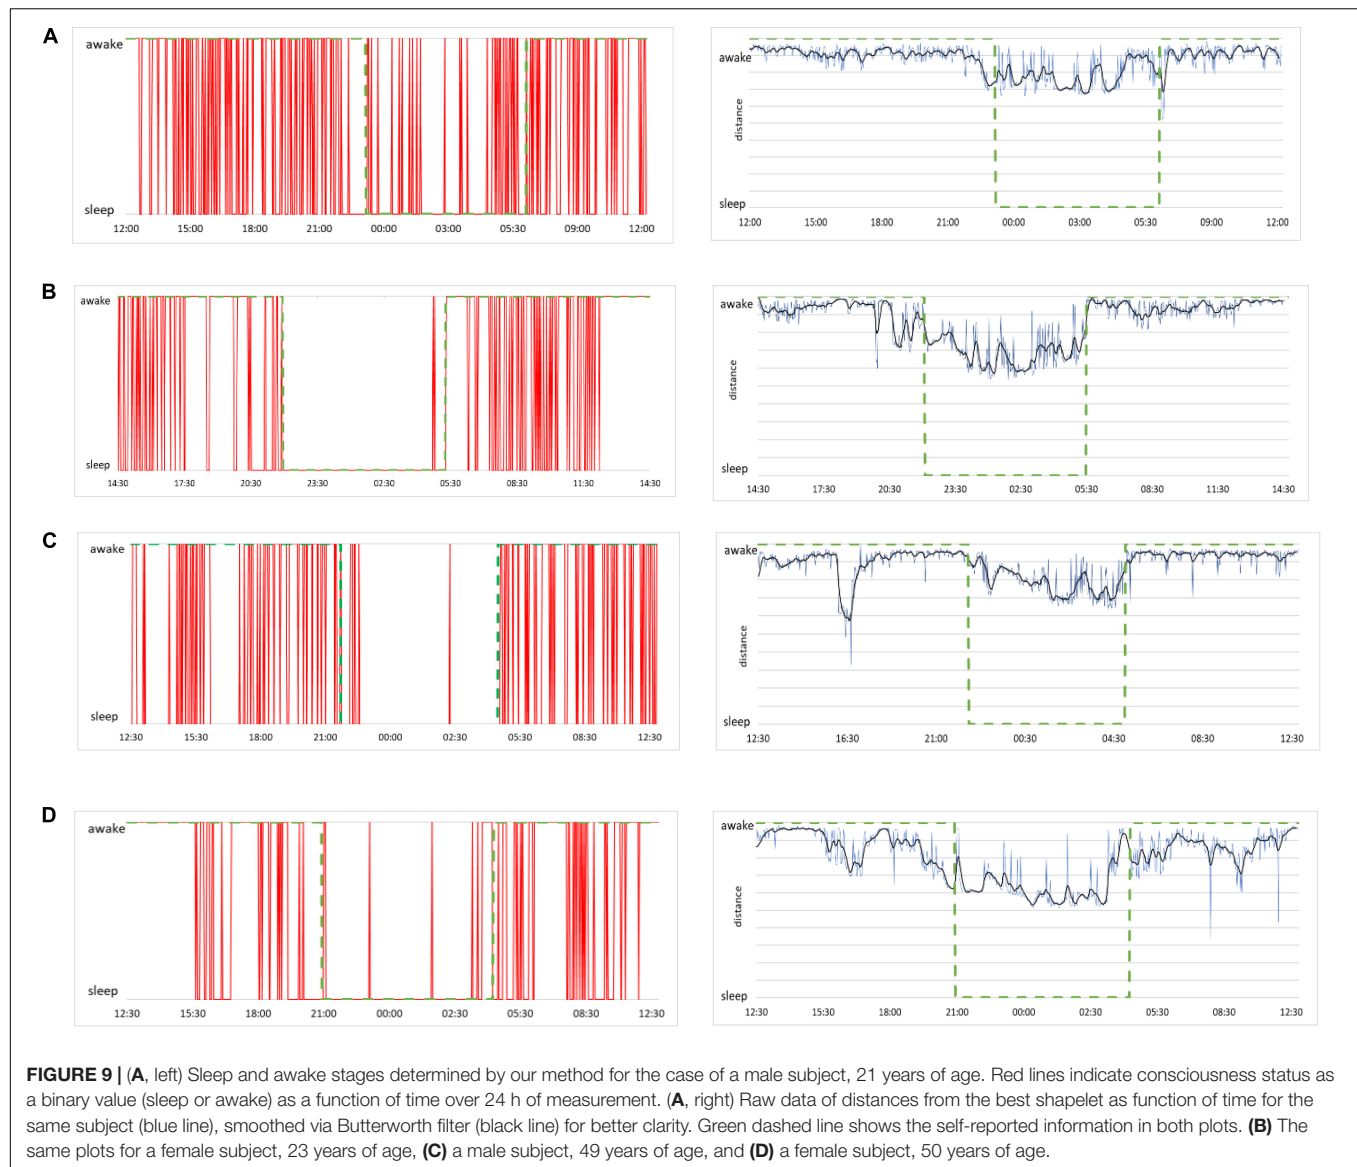 A
awake
sleep
12:00 15:00 18:00 21:00 00:00 03:00 05:30 09:00 12:00
awake
distance
sleep
12:00 15:00 18:00 21:00 00:00 03:00 05:30 09:00 12:00
B
awake
sleep
14:30 17:30 20:30 23:30 02:30 05:30 08:30 11:30 14:30
awake
distance
sleep
14:30 17:30 20:30 23:30 02:30 05:30 08:30 11:30 14:30
C
awake
sleep
12:30 15:30 18:00 21:00 00:00 02:30 05:30 08:30 12:30
awake
distance
sleep
12:30 16:30 21:00 00:30 04:30 08:30 12:30
D
awake
sleep
12:30 15:30 18:00 21:00 00:00 02:30 05:30 08:30 12:30
awake
distance
sleep
12:30 15:30 18:00 21:00 00:00 02:30 05:30 08:30 12:30
FIGURE 9 | (A, left) Sleep and awake stages determined by our method for the case of a male subject, 21 years of age. Red lines indicate consciousness status as
a binary value (sleep or awake) as a function of time over 24 h of measurement. (A, right) Raw data of distances from the best shapelet as function of time for the
same subject (blue line), smoothed via Butterworth filter (black line) for better clarity. Green dashed line shows the self-reported information in both plots. (B) The
same plots for a female subject, 23 years of age, (C) a male subject, 49 years of age, and (D) a female subject, 50 years of age.